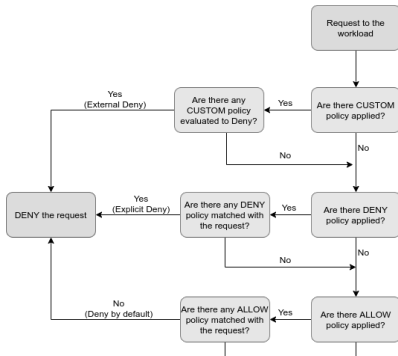 Request to the
workload
Yes
(External Deny)
Are there any
CUSTOM policy
evaluated to Deny?
Yes
Are there CUSTOM
policy applied?
No
No
DENY the request
Yes
(Explicit Deny)
Are there any DENY
policy matched with
the request?
Yes
Are there DENY
policy applied?
No
No
No
(Deny by default)
Are there any ALLOW
policy matched with
the request?
Yes
Are there ALLOW
policy applied?